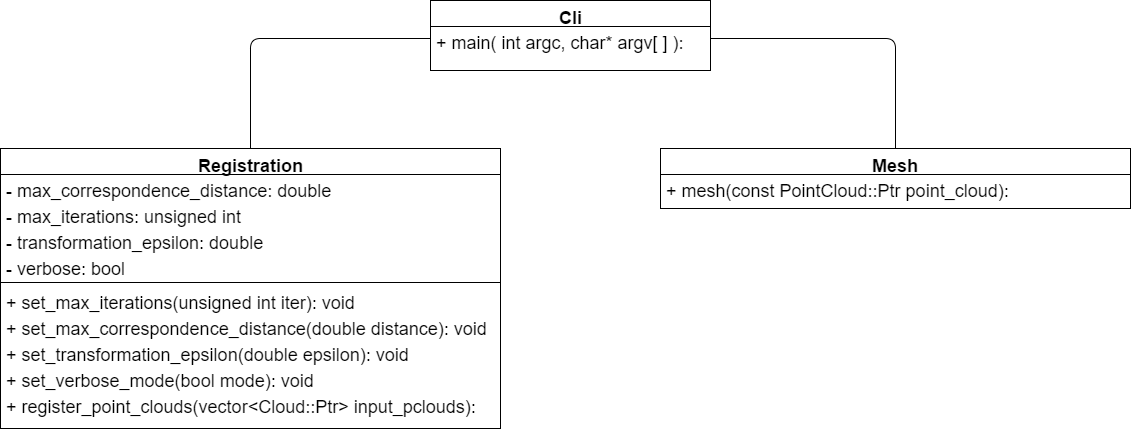 Cli
+ main( int argc, char* argv[ ] ):
Registration
- max_correspondence_distance: double
- max_iterations: unsigned int
- transformation_epsilon: double
- verbose: bool
+ set_max_iterations(unsigned int iter): void
+ set_max_correspondence_distance(double distance): void
+ set_transformation_epsilon(double epsilon): void
+ set_verbose_mode(bool mode): void
+ register_point_clouds(vector<Cloud::Ptr> input_pclouds):
Mesh
+ mesh(const PointCloud::Ptr point_cloud):